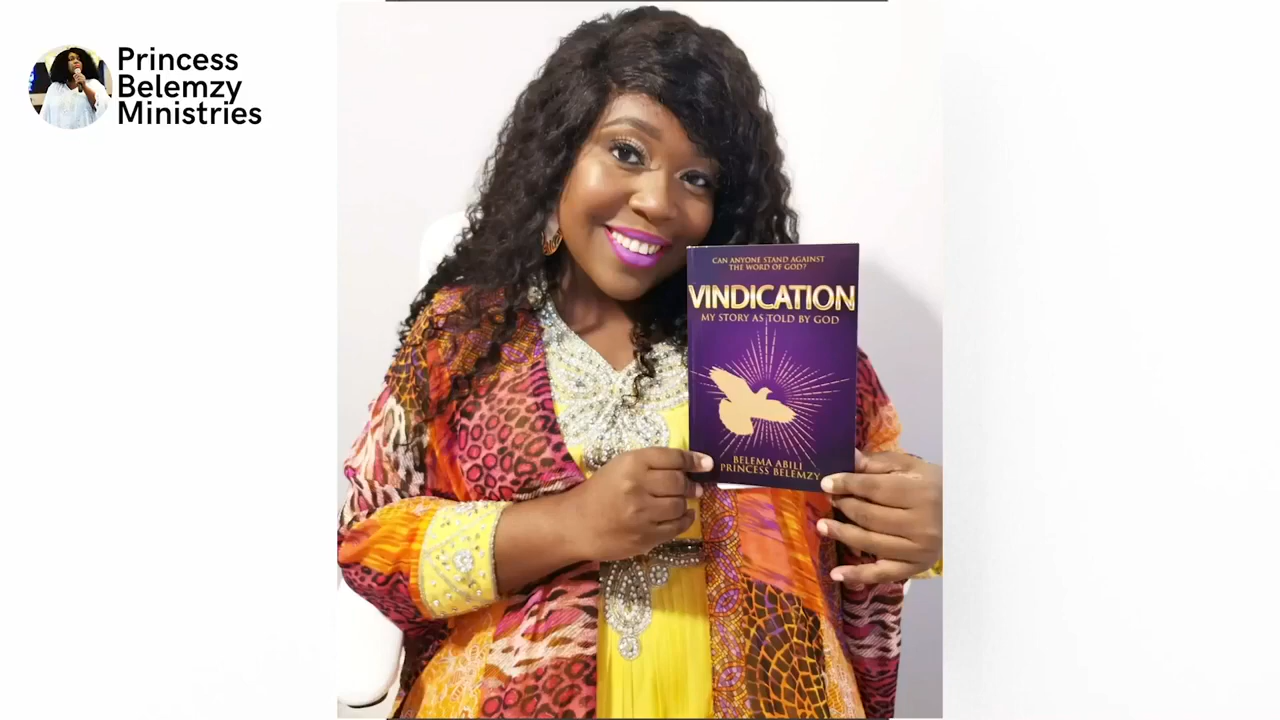 Princess
Belemzy
Ministries
CAN ANYONE STAND AGAINST
THE WORD OF GOD?
VINDICATION
MY STORY AS TOLD BY GOD
BELEMA ABILI
PRINCESS BELEMZY